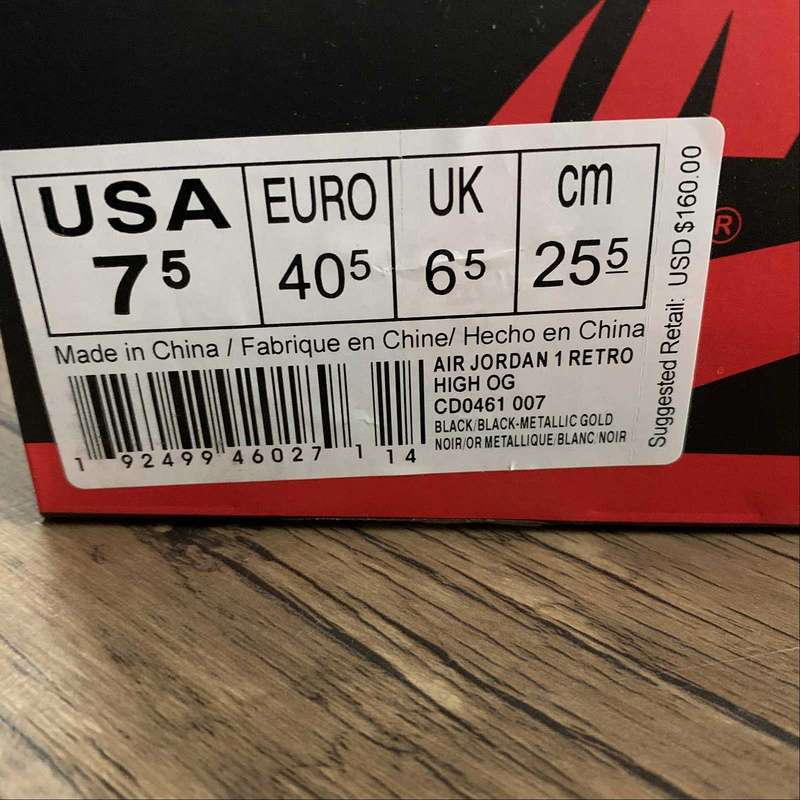 USA EURO UK cm
7 5 40 5 6 5 25 5
Made in China / Fabrique en Chine/ Hecho en China
AIR JORDAN 1 RETRO
HIGH OG
CD0461 007
BLACK/BLACK-METALLIC GOLD
NOIR/OR METALLIQUE/BLANC/NOIR
1 92499 46027 1 14
Suggested Retail: USD $160.00
®